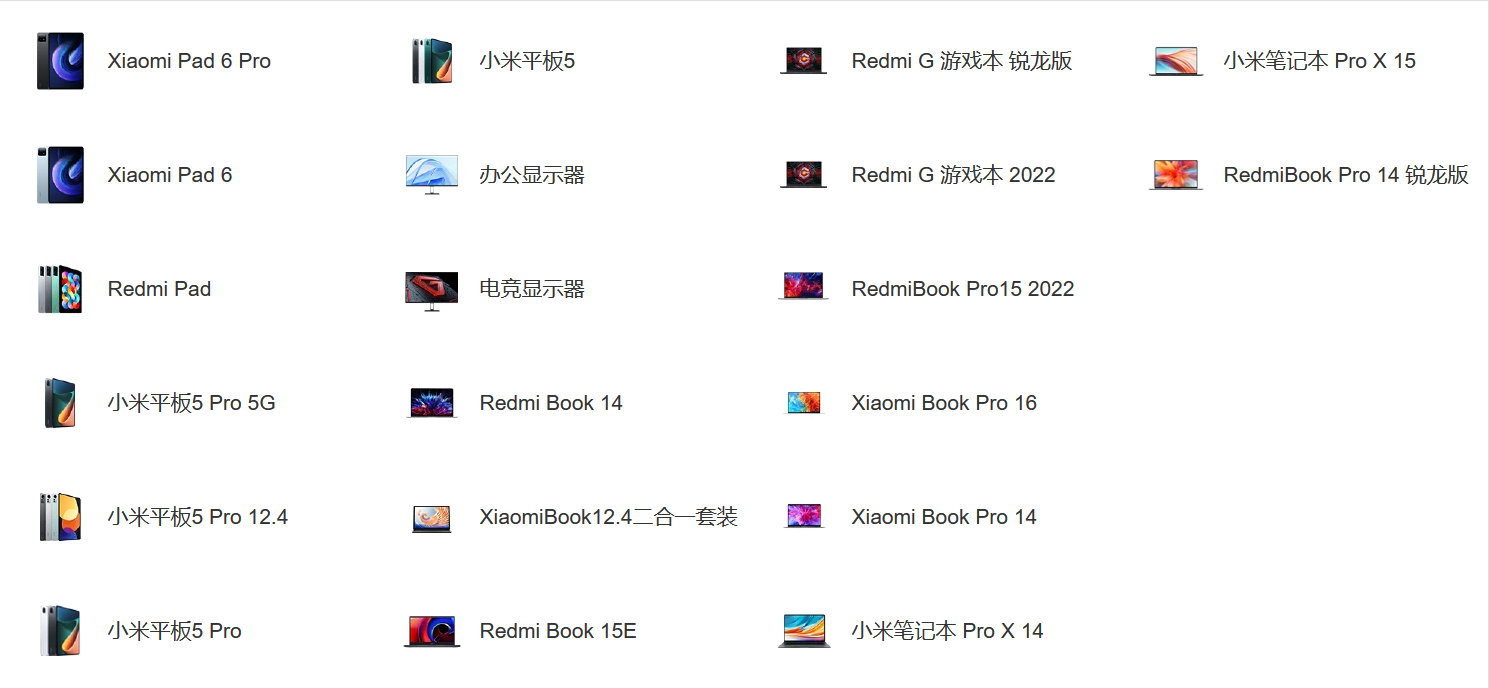 Xiaomi Pad 6 Pro
Xiaomi Pad 6
Redmi Pad
小米平板5 Pro 5G
小米平板5 Pro 12.4
小米平板5 Pro
小米平板5
办公显示器
电竞显示器
Redmi Book 14
XiaomiBook12.4二合一套装
Redmi Book 15E
Redmi G 游戏本 锐龙版
Redmi G 游戏本 2022
RedmiBook Pro15 2022
Xiaomi Book Pro 16
Xiaomi Book Pro 14
小米笔记本 Pro X 14
小米笔记本 Pro X 15
RedmiBook Pro 14 锐龙版